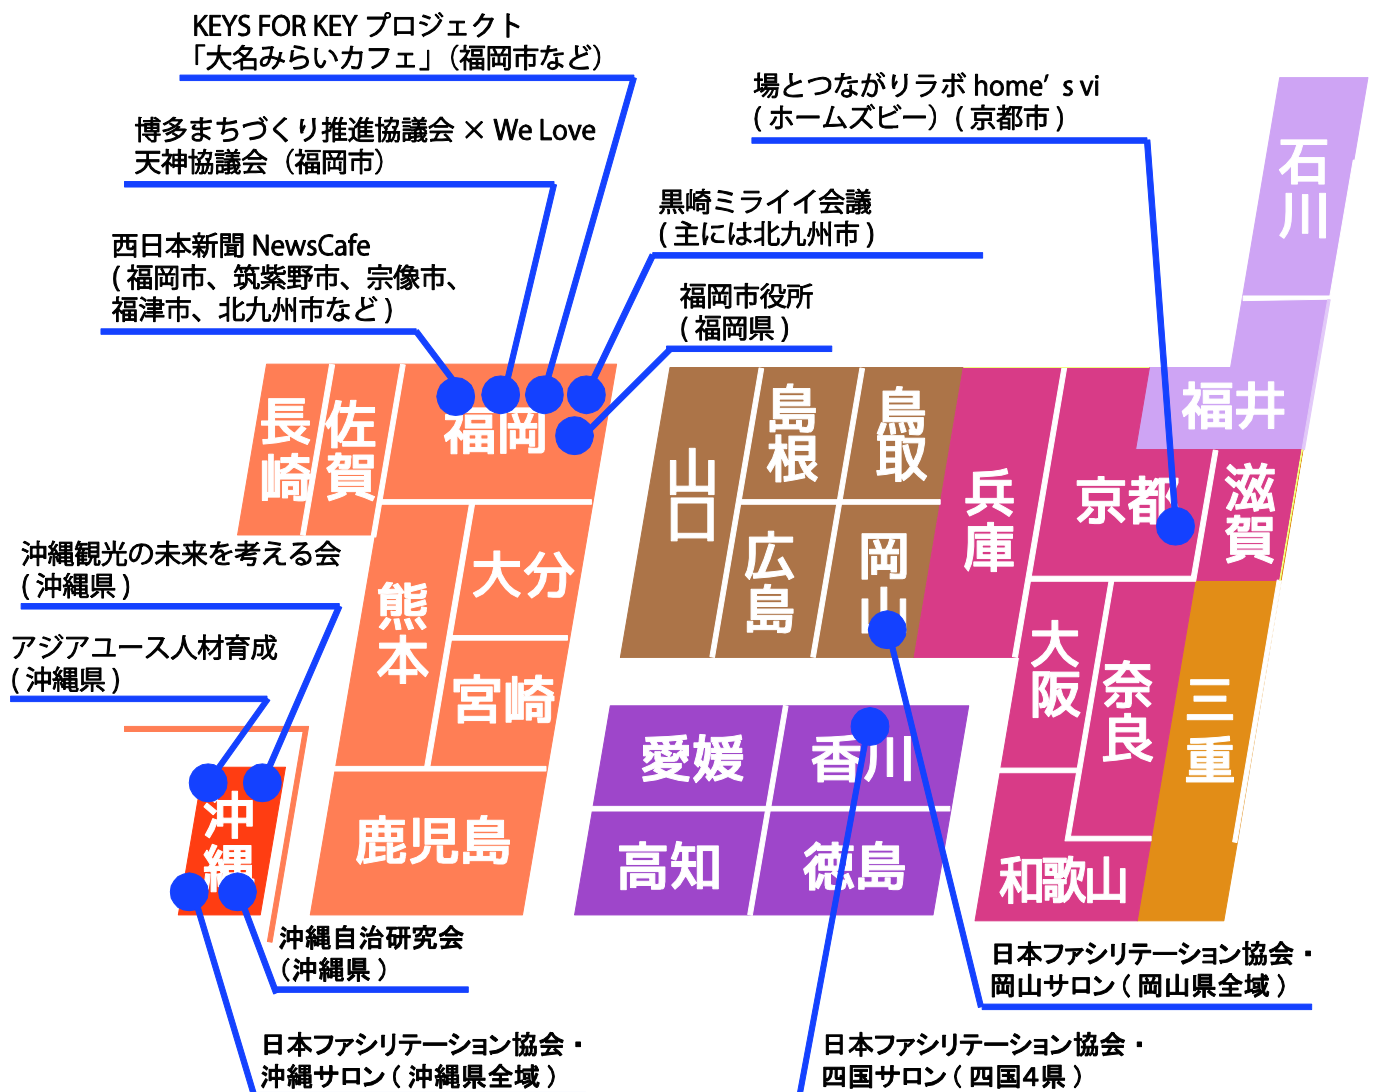 KEYS FOR KEY プロジェクト
「大名みらいカフェ」（福岡市など）
場とつながりラボ home’s vi
( ホームズビー）( 京都市 )
博多まちづくり推進協議会 × We Love
天神協議会（福岡市）
黒崎ミライイ会議
( 主には北九州市 )
西日本新聞 NewsCafe
( 福岡市、筑紫野市、宗像市、
福津市、北九州市など )
福岡市役所
( 福岡県 )
石川
福井
長崎
佐賀
福岡
山口
島根
鳥取
兵庫
京都
滋賀
沖縄観光の未来を考える会
( 沖縄県 )
熊本
大分
広島
岡山
アジアユース人材育成
( 沖縄県 )
宮崎
大阪
奈良
三重
愛媛
香川
沖縄
鹿児島
高知
徳島
和歌山
沖縄自治研究会
（沖縄県 )
日本ファシリテーション協会・
岡山サロン ( 岡山県全域 )
日本ファシリテーション協会・
沖縄サロン ( 沖縄県全域 )
日本ファシリテーション協会・
四国サロン ( 四国4県 )